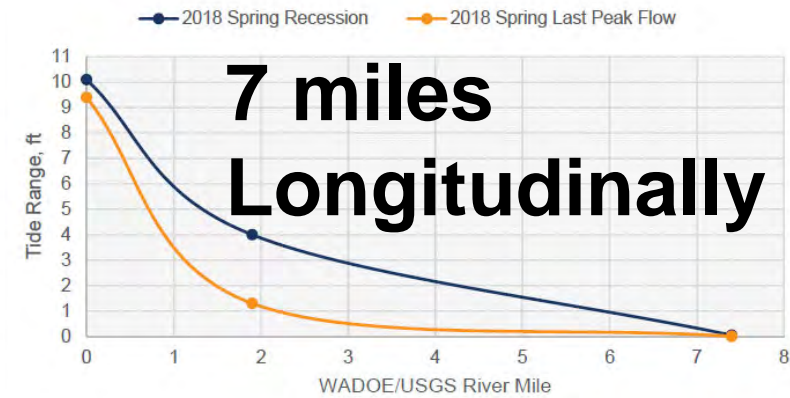 2018 Spring Recession 2018 Spring Last Peak Flow
7 miles
Longitudinally
Tide Range, ft
11
10
9
8
7
6
5
4
3
2
1
0
0 1 2 3 4 5 6 7 8
WADOE/USGS River Mile